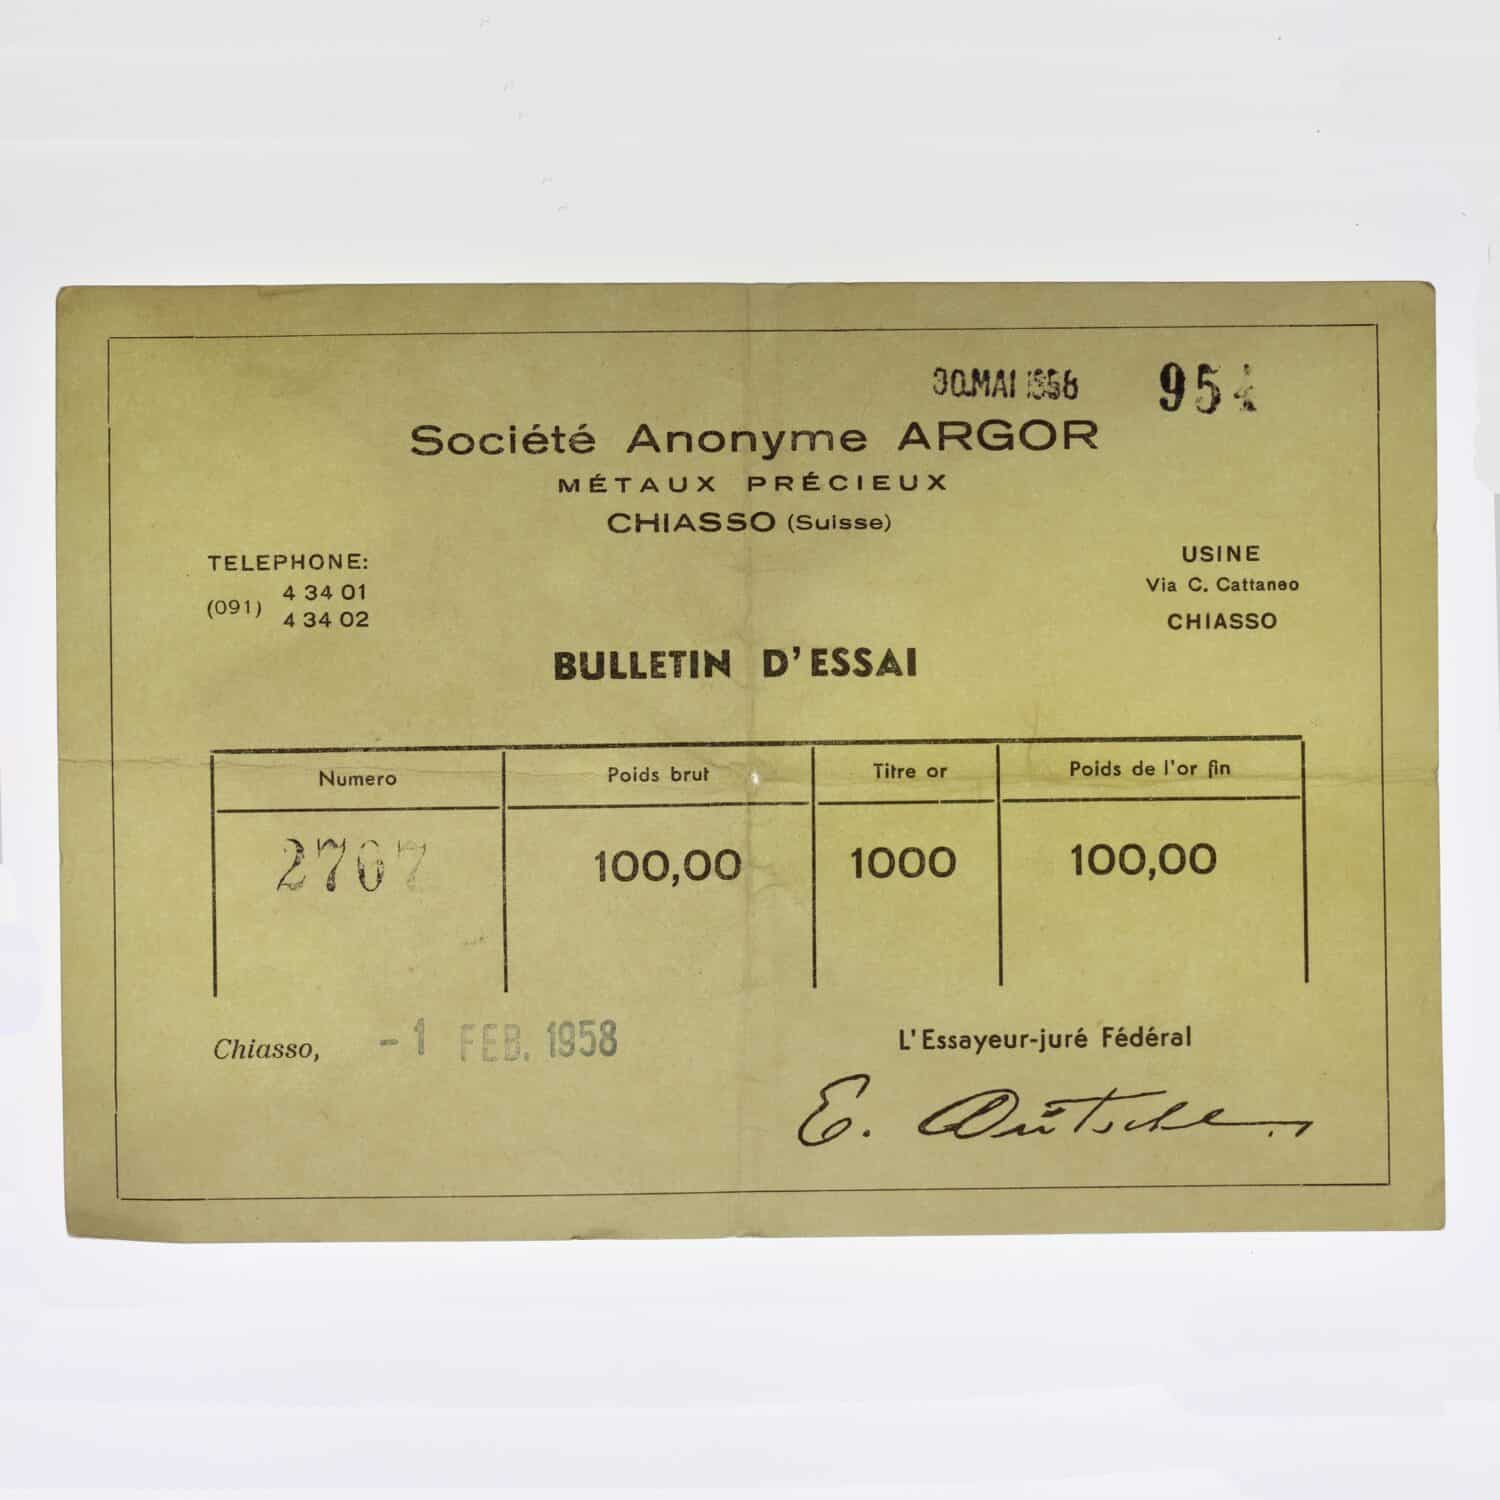 30.MAI 1958
Société Anonyme ARGOR
MÉTAUX PRÉCIEUX
CHIASSO (Suisse)
TELEPHONE:
(091) 4 34 01
4 34 02
USINE
Via C. Cattaneo
CHIASSO
BULLETIN D'ESSAI
Numero Poids brut Titre or Poids de l'or fin
2767 100,00 1000 100,00
Chiasso, -1 FEB. 1958
L'Essayeur-juré Fédéral
E.